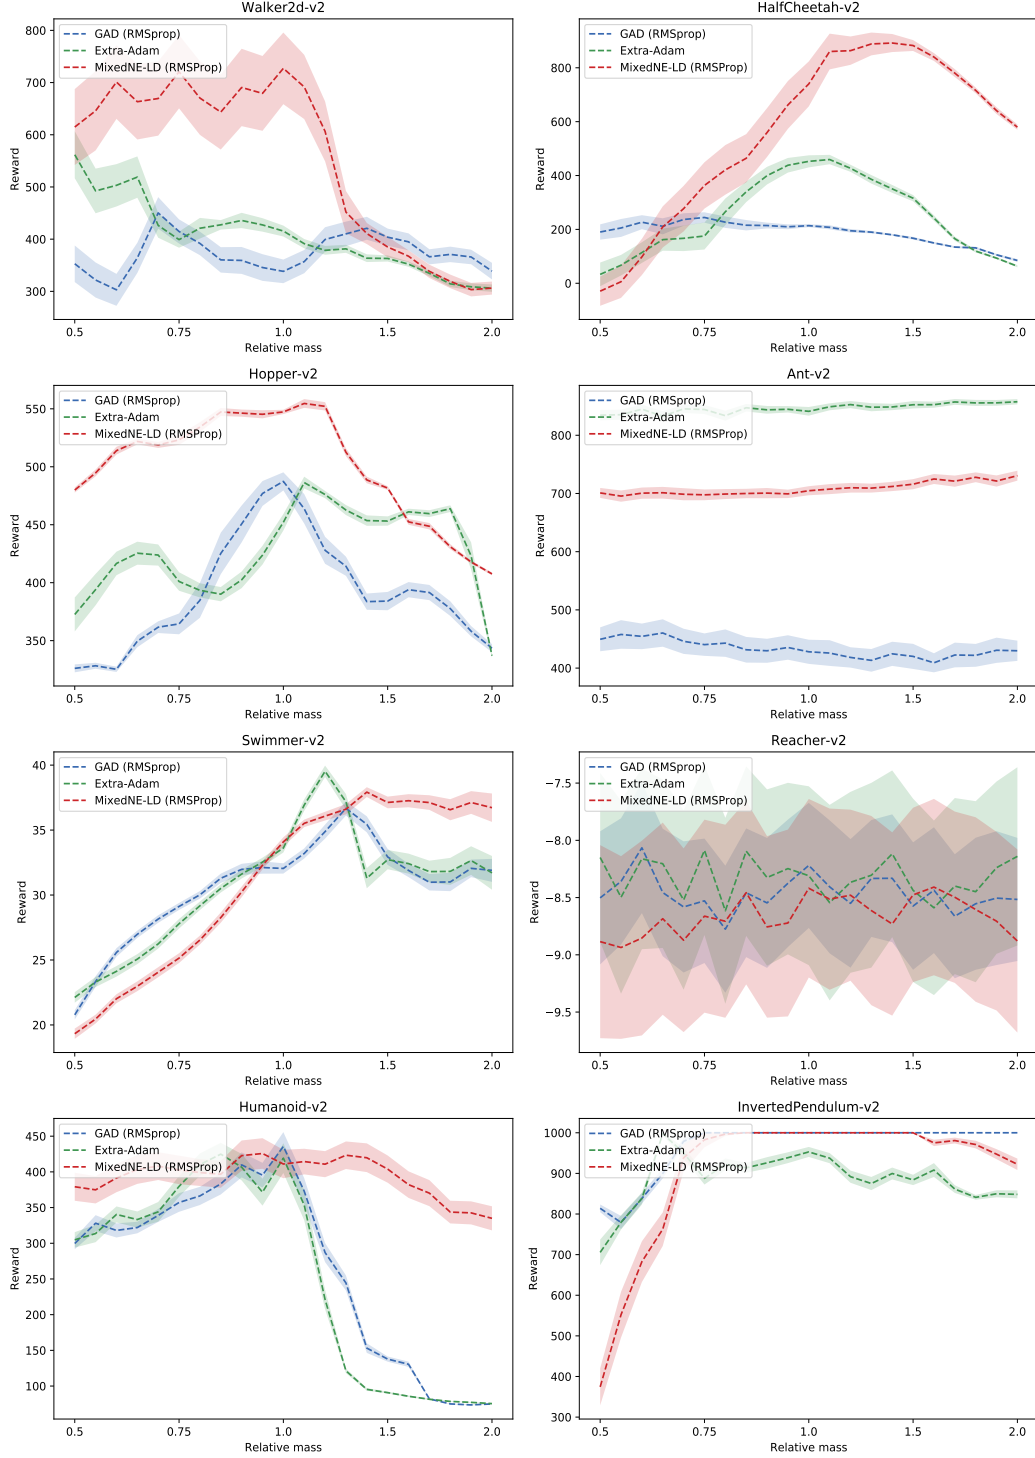 Walker2d-v2
800
700
600
500
400
300
Reward
GAD (RMSprop)
Extra-Adam
MixedNE-LD (RMSProp)
0.5 0.75 1.0 1.5 2.0
Relative mass
HalfCheetah-v2
800
600
400
200
0
Reward
GAD (RMSprop)
Extra-Adam
MixedNE-LD (RMSProp)
0.5 0.75 1.0 1.5 2.0
Relative mass
Hopper-v2
550
500
450
400
350
Reward
GAD (RMSprop)
Extra-Adam
MixedNE-LD (RMSProp)
0.5 0.75 1.0 1.5 2.0
Relative mass
Ant-v2
800
700
600
500
400
Reward
GAD (RMSprop)
Extra-Adam
MixedNE-LD (RMSProp)
0.5 0.75 1.0 1.5 2.0
Relative mass
Swimmer-v2
40
35
30
25
20
Reward
GAD (RMSprop)
Extra-Adam
MixedNE-LD (RMSProp)
0.5 0.75 1.0 1.5 2.0
Relative mass
Reacher-v2
−7.5
−8.0
−8.5
−9.0
−9.5
Reward
GAD (RMSprop)
Extra-Adam
MixedNE-LD (RMSProp)
0.5 0.75 1.0 1.5 2.0
Relative mass
Humanoid-v2
450
400
350
300
250
200
150
100
Reward
GAD (RMSprop)
Extra-Adam
MixedNE-LD (RMSProp)
0.5 0.75 1.0 1.5 2.0
Relative mass
InvertedPendulum-v2
1000
900
800
700
600
500
400
300
Reward
GAD (RMSprop)
Extra-Adam
MixedNE-LD (RMSProp)
0.5 0.75 1.0 1.5 2.0
Relative mass